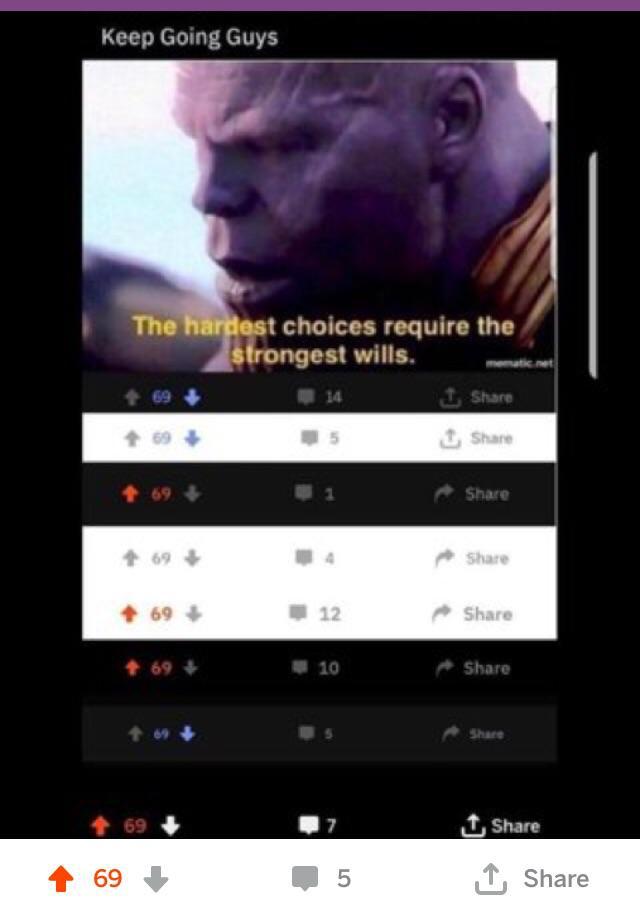 Keep Going Guys
The hardest choices require the
strongest wills.
mematic.net
69 14 Share
69 5 Share
69 1 Share
69 4 Share
69 12 Share
69 10 Share
69 5 Share
69 7 Share
69 5 Share